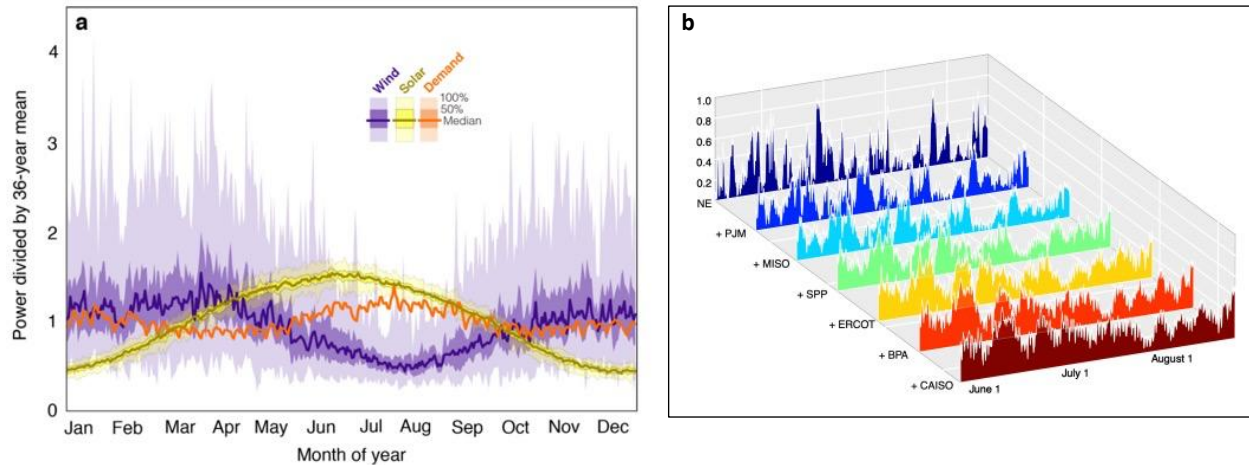 a
Power divided by 36-year mean
4
3
2
1
0
Wind
Solar
Demand
100%
50%
Median
Jan Feb Mar Apr May Jun Jul Aug Sep Oct Nov Dec
Month of year
b
1.0
0.8
0.6
0.4
0.2
NE
+ PJM
+ MISO
+ SPP
+ ERCOT
+ BPA
+ CAISO
June 1
July 1
August 1